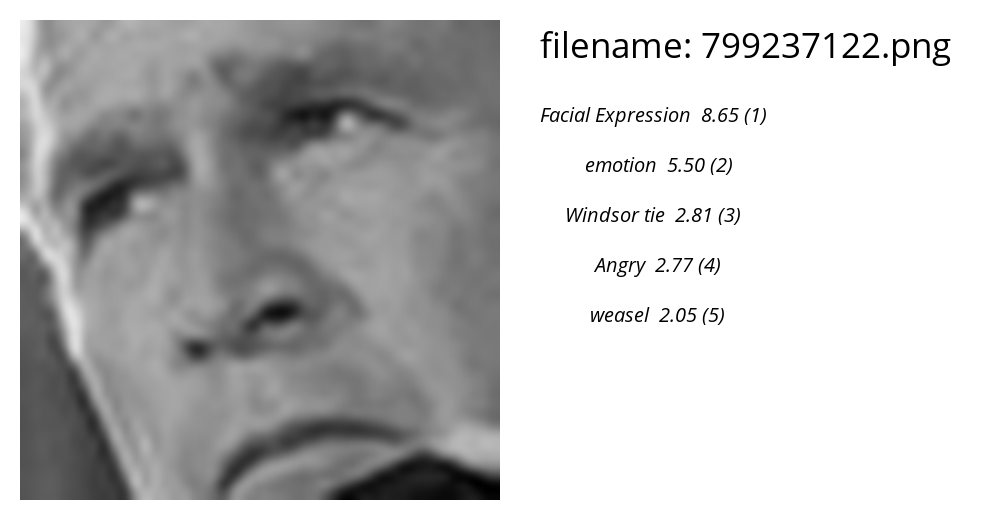 filename: 799237122.png
Facial Expression 8.65 (1)
emotion 5.50 (2)
Windsor tie 2.81 (3)
Angry 2.77 (4)
weasel 2.05 (5)